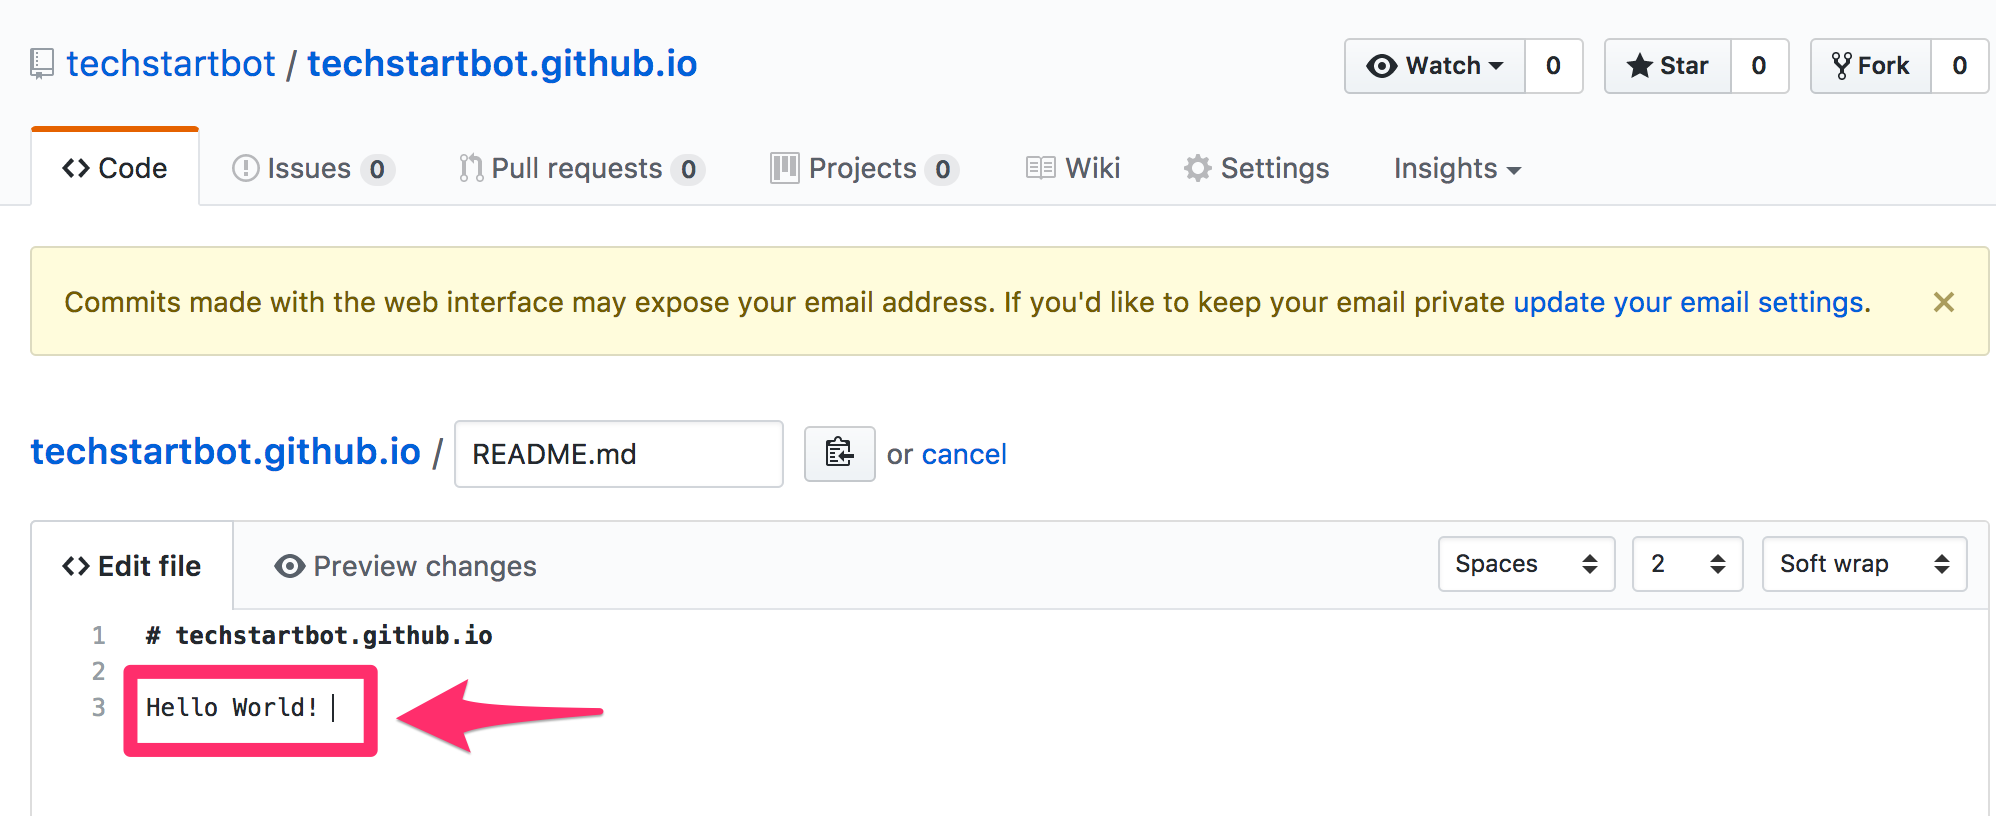 techstartbot / techstartbot.github.io
Watch 0 Star 0 Fork 0
Code Issues 0 Pull requests 0 Projects 0 Wiki Settings Insights
Commits made with the web interface may expose your email address. If you'd like to keep your email private update your email settings.
techstartbot.github.io / README.md or cancel
Edit file Preview changes Spaces 2 Soft wrap
1 # techstartbot.github.io
2
3 Hello World!